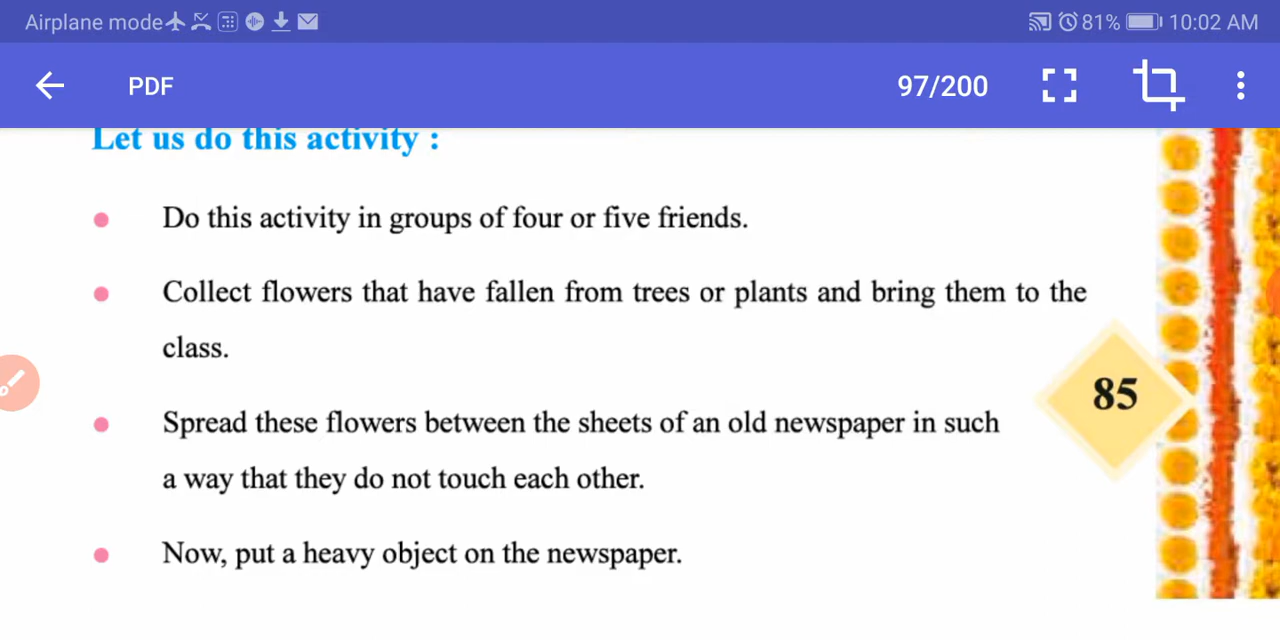 Airplane mode 81% 10:02 AM
PDF 97/200
Let us do this activity :
Do this activity in groups of four or five friends.
Collect flowers that have fallen from trees or plants and bring them to the
class.
85
Spread these flowers between the sheets of an old newspaper in such
a way that they do not touch each other.
Now, put a heavy object on the newspaper.